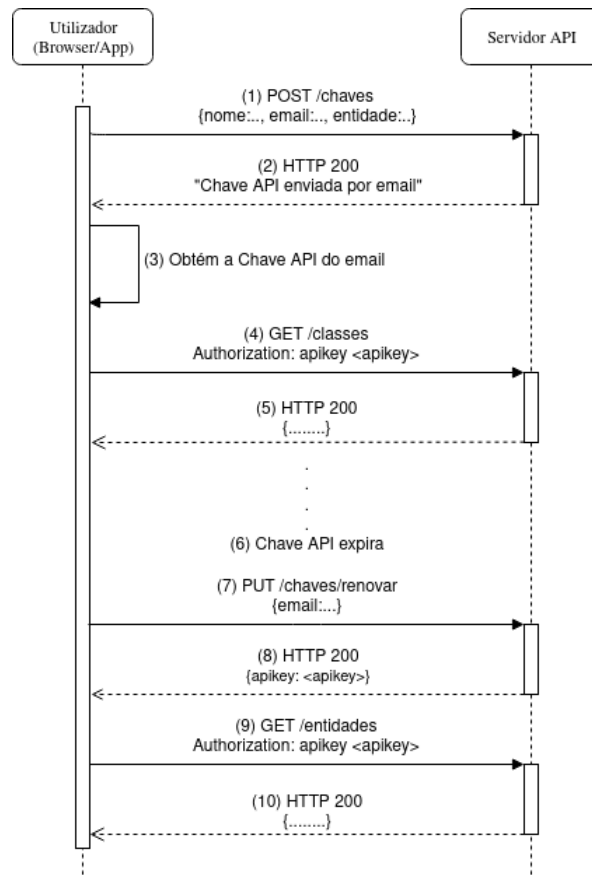 Utilizador
(Browser/App)
Servidor API
(1) POST /chaves
{nome:.., email:.., entidade:..}
(2) HTTP 200
"Chave API enviada por email"
(3) Obtém a Chave API do email
(4) GET /classes
Authorization: apikey <apikey>
(5) HTTP 200
{........}
.
.
.
.
(6) Chave API expira
(7) PUT /chaves/renovar
{email:...}
(8) HTTP 200
{apikey: <apikey>}
(9) GET /entidades
Authorization: apikey <apikey>
(10) HTTP 200
{........}